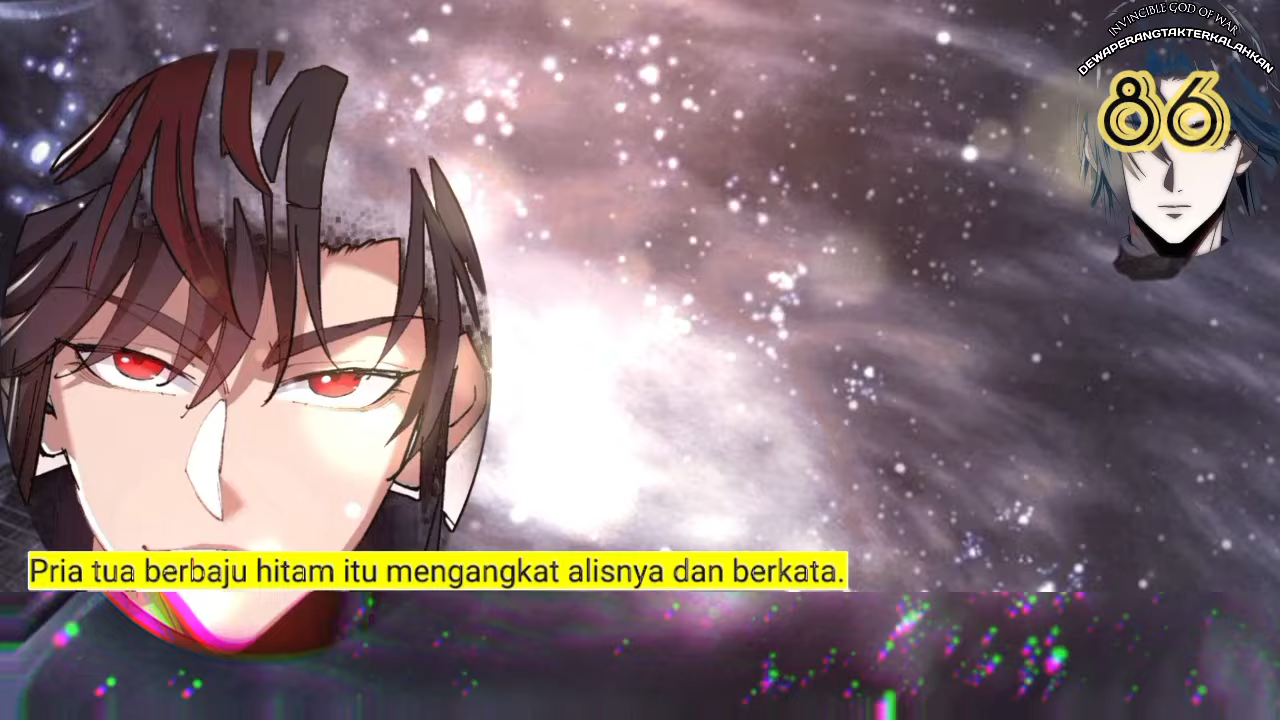 INVINCIBLE GOD OF WAR
DEWAPERANGTAKTERKALAHKAN
86
Pria tua berbaju hitam itu mengangkat alisnya dan berkata.